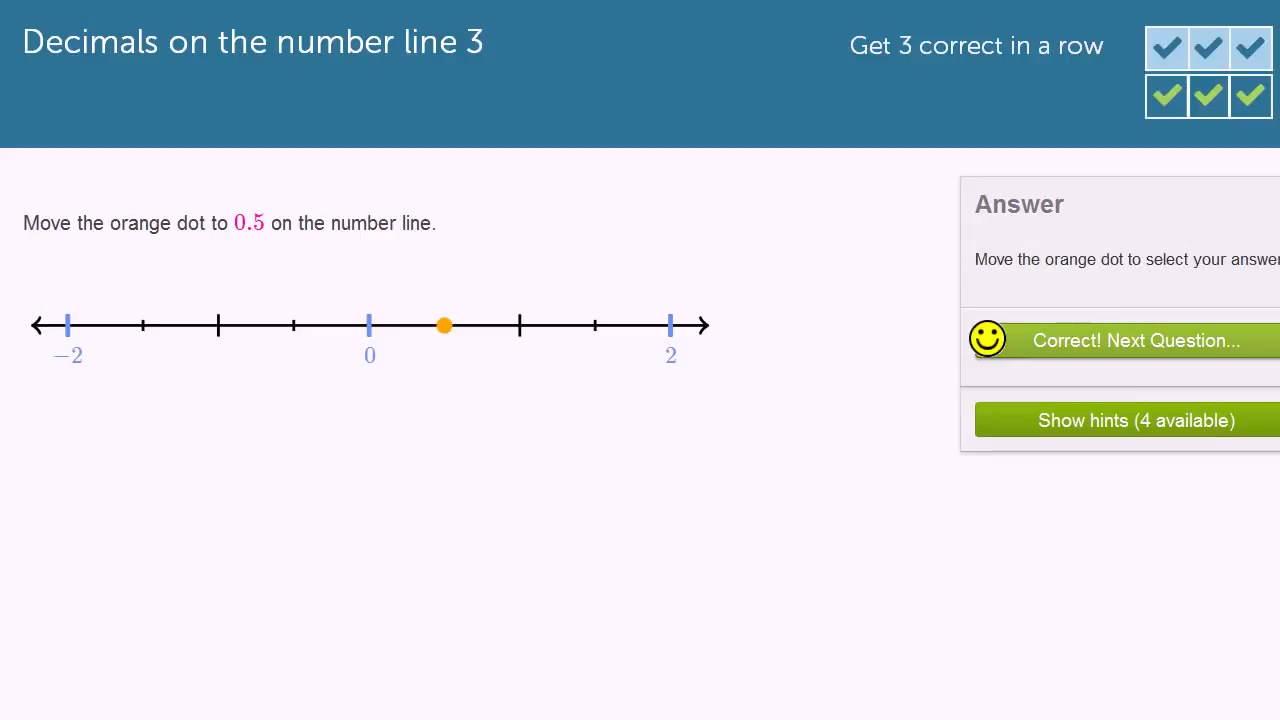 Decimals on the number line 3
Get 3 correct in a row
Move the orange dot to 0.5 on the number line.
−2 0 2
Answer
Move the orange dot to select your answer
Correct! Next Question...
Show hints (4 available)